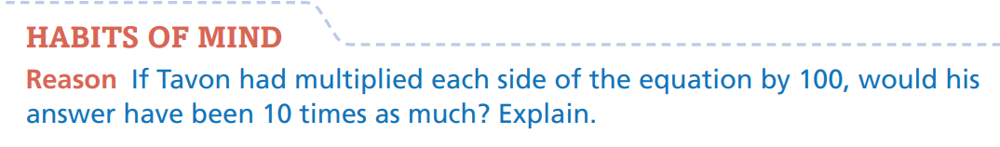 HABITS OF MIND
Reason If Tavon had multiplied each side of the equation by 100, would his
answer have been 10 times as much? Explain.